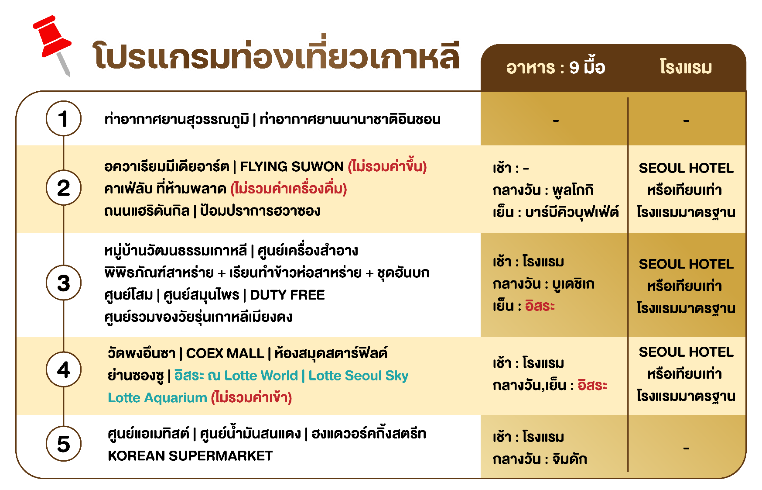 โปรแกรมท่องเที่ยวเกาหลี
อาหาร : 9 มื้อ
โรงแรม
1
ท่าอากาศยานสุวรรณภูมิ | ท่าอากาศยานนานาชาติอินชอน
-
-
2
อควาเรียมมีเดียอาร์ต | FLYING SUWON (ไม่รวมค่าขึ้น)
คาเฟ่ลับ ที่ห้ามพลาด (ไม่รวมค่าเครื่องดื่ม)
ถนนแฮริดันกิล | ป้อมปราการฮวาซอง
เช้า : -
กลางวัน : พูลโกกิ
เย็น : บาร์บีคิวบุฟเฟ่ต์
SEOUL HOTEL
หรือเทียบเท่า
โรงแรมมาตรฐาน
3
หมู่บ้านวัฒนธรรมเกาหลี | ศูนย์เครื่องสำอาง
พิพิธภัณฑ์สาหร่าย + เรียนทำข้าวห่อสาหร่าย + ชุดฮันบก
ศูนย์โสม | ศูนย์สมุนไพร | DUTY FREE
ศูนย์รวมของวัยรุ่นเกาหลีเมียงดง
เช้า : โรงแรม
กลางวัน : บูเดชิเก
เย็น : อิสระ
SEOUL HOTEL
หรือเทียบเท่า
โรงแรมมาตรฐาน
4
วัดพงอึนซา | COEX MALL | ห้องสมุดสตาร์ฟิลด์
ย่านซองซู | อิสระ ณ Lotte World | Lotte Seoul Sky
Lotte Aquarium (ไม่รวมค่าเข้า)
เช้า : โรงแรม
กลางวัน,เย็น : อิสระ
SEOUL HOTEL
หรือเทียบเท่า
โรงแรมมาตรฐาน
5
ศูนย์แอเมทิสต์ | ศูนย์น้ำมันสนแดง | ฮงแดวอร์คกิ้งสตรีท
KOREAN SUPERMARKET
เช้า : โรงแรม
กลางวัน : จิมดัก
-